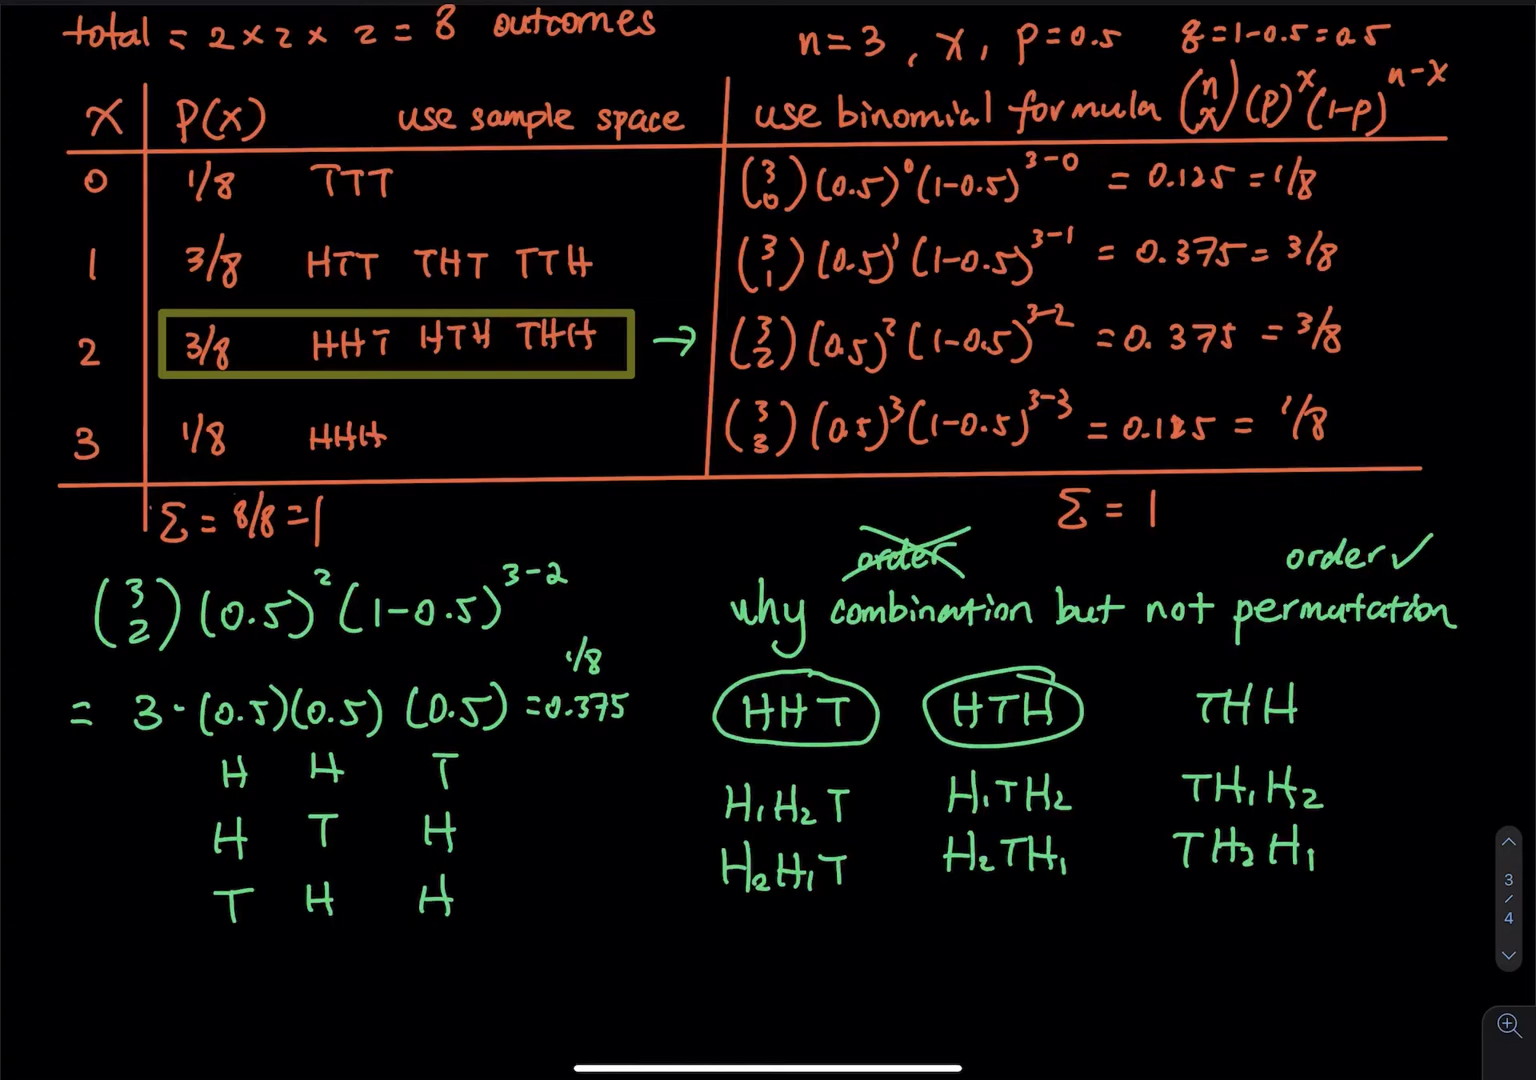 total = 2 × 2 × 2 = 8 outcomes
n = 3 , x, p = 0.5 q = 1-0.5 = 0.5
x P(x) use sample space use binomial formula (n x) (p)^x (1-p)^n-x
0 1/8 TTT (3 0) (0.5)^0 (1-0.5)^3-0 = 0.125 = 1/8
1 3/8 HTT THT TTH (3 1) (0.5)^1 (1-0.5)^3-1 = 0.375 = 3/8
2 3/8 HHT HTH THH → (3 2) (0.5)^2 (1-0.5)^3-2 = 0.375 = 3/8
3 1/8 HHH (3 3) (0.5)^3 (1-0.5)^3-3 = 0.125 = 1/8
Σ = 8/8 = 1 Σ = 1
order order ✓
(3 2) (0.5)^2 (1-0.5)^3-2
why combination but not permutation
1/8
= 3 · (0.5)(0.5) (0.5) = 0.375
H H T
H T H
T H H
HHT HTH THH
H1H2T H1TH2 TH1H2
H2H1T H2TH1 TH2H1
3
/
4